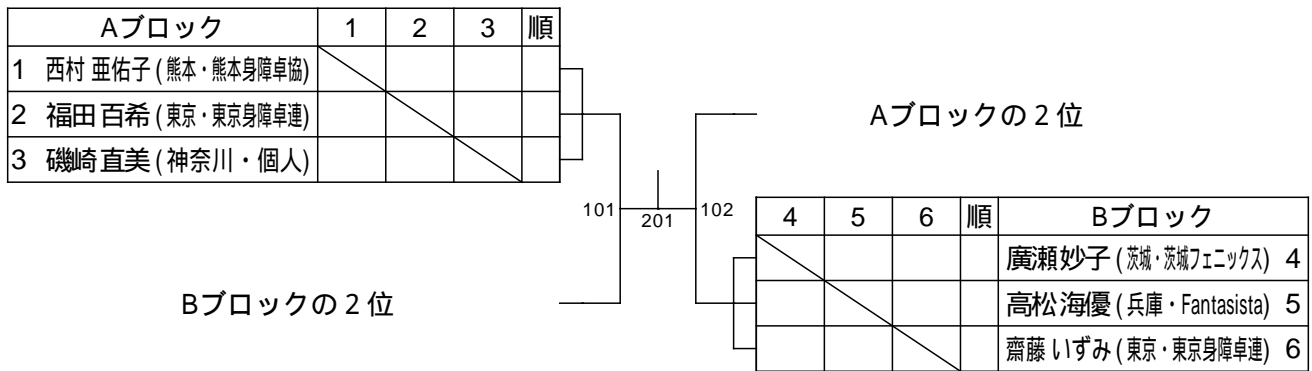 Aブロック 1 2 3 順
1 西村 亜佑子 (熊本・熊本身障卓協)
2 福田 百希 (東京・東京身障卓連)
3 磯崎 直美 (神奈川・個人)
Aブロックの2位
101 201 102
4 5 6 順 Bブロック
廣瀬 妙子 (茨城・茨城フェニックス) 4
Bブロックの2位
高松 海優 (兵庫・Fantasista) 5
齋藤 いずみ (東京・東京身障卓連) 6